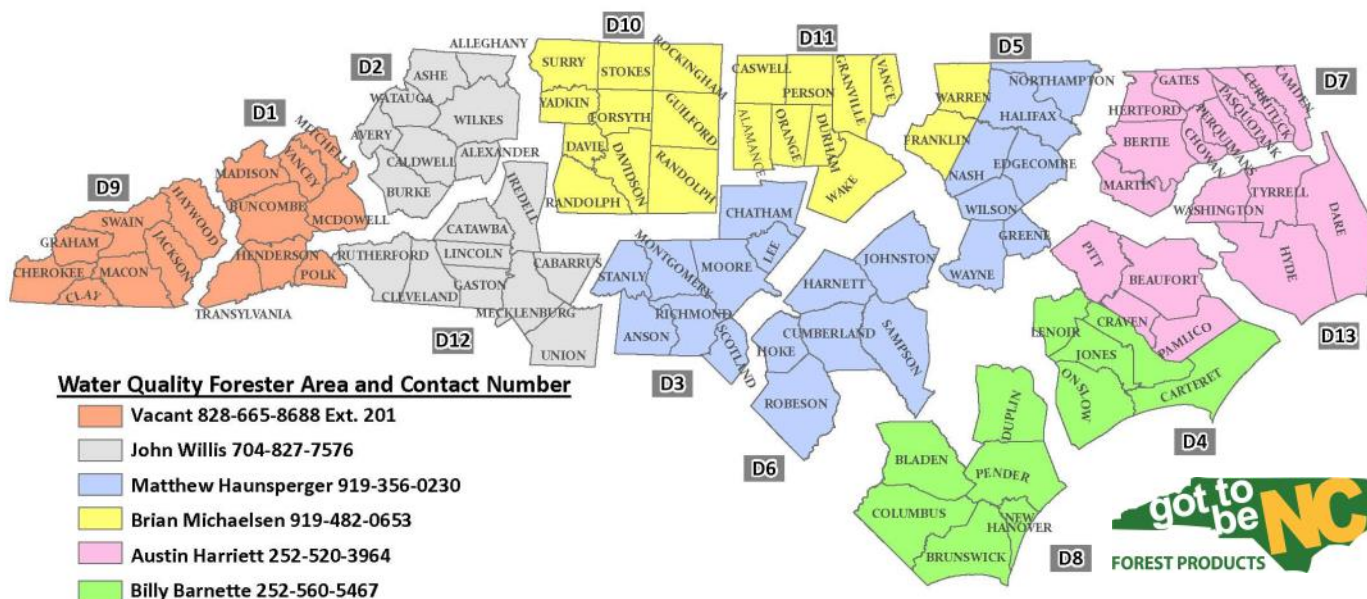 D10
D11
D5
D2
D7
D1
D9
D12
D3
D6
D4
D13
D8
ALLEGHANY
ASHE
WATAUGA
WILKES
AVERY
CALDWELL
ALEXANDER
BURKE
SURRY
STOKES
ROCKINGHAM
YADKIN
FORSYTH
GUILFORD
DAVIE
DAVIDSON
RANDOLPH
RANDOLPH
CASWELL
PERSON
GRANVILLE
VANCE
ALAMANCE
ORANGE
DURHAM
WAKE
WARREN
FRANKLIN
NORTHAMPTON
HALIFAX
NASH
EDGECOMBE
WILSON
GREENE
WAYNE
GATES
CURRITUCK
CAMDEN
HERTFORD
PASQUOTANK
PERQUIMANS
BERTIE
CHOWAN
MARTIN
WASHINGTON
TYRRELL
DARE
HYDE
MITCHELL
YANCEY
MADISON
BUNCOMBE
MCDOWELL
HENDERSON
POLK
TRANSYLVANIA
HAYWOOD
SWAIN
JACKSON
GRAHAM
CHEROKEE
MACON
CLAY
IREDELL
CATAWBA
RUTHERFORD
LINCOLN
CABARRUS
CLEVELAND
GASTON
MECKLENBURG
UNION
CHATHAM
MONTGOMERY
MOORE
LEE
STANLY
RICHMOND
ANSON
SCOTLAND
JOHNSTON
HARNETT
CUMBERLAND
SAMPSON
HOKE
ROBESON
PITT
BEAUFORT
CRAVEN
PAMLICO
LENOIR
JONES
ONSLOW
CARTERET
DUPLIN
BLADEN
PENDER
COLUMBUS
NEW
HANOVER
BRUNSWICK
Water Quality Forester Area and Contact Number
Vacant 828-665-8688 Ext. 201
John Willis 704-827-7576
Matthew Haunsperger 919-356-0230
Brian Michaelsen 919-482-0653
Austin Harriett 252-520-3964
Billy Barnette 252-560-5467
got to
be NC
FOREST PRODUCTS